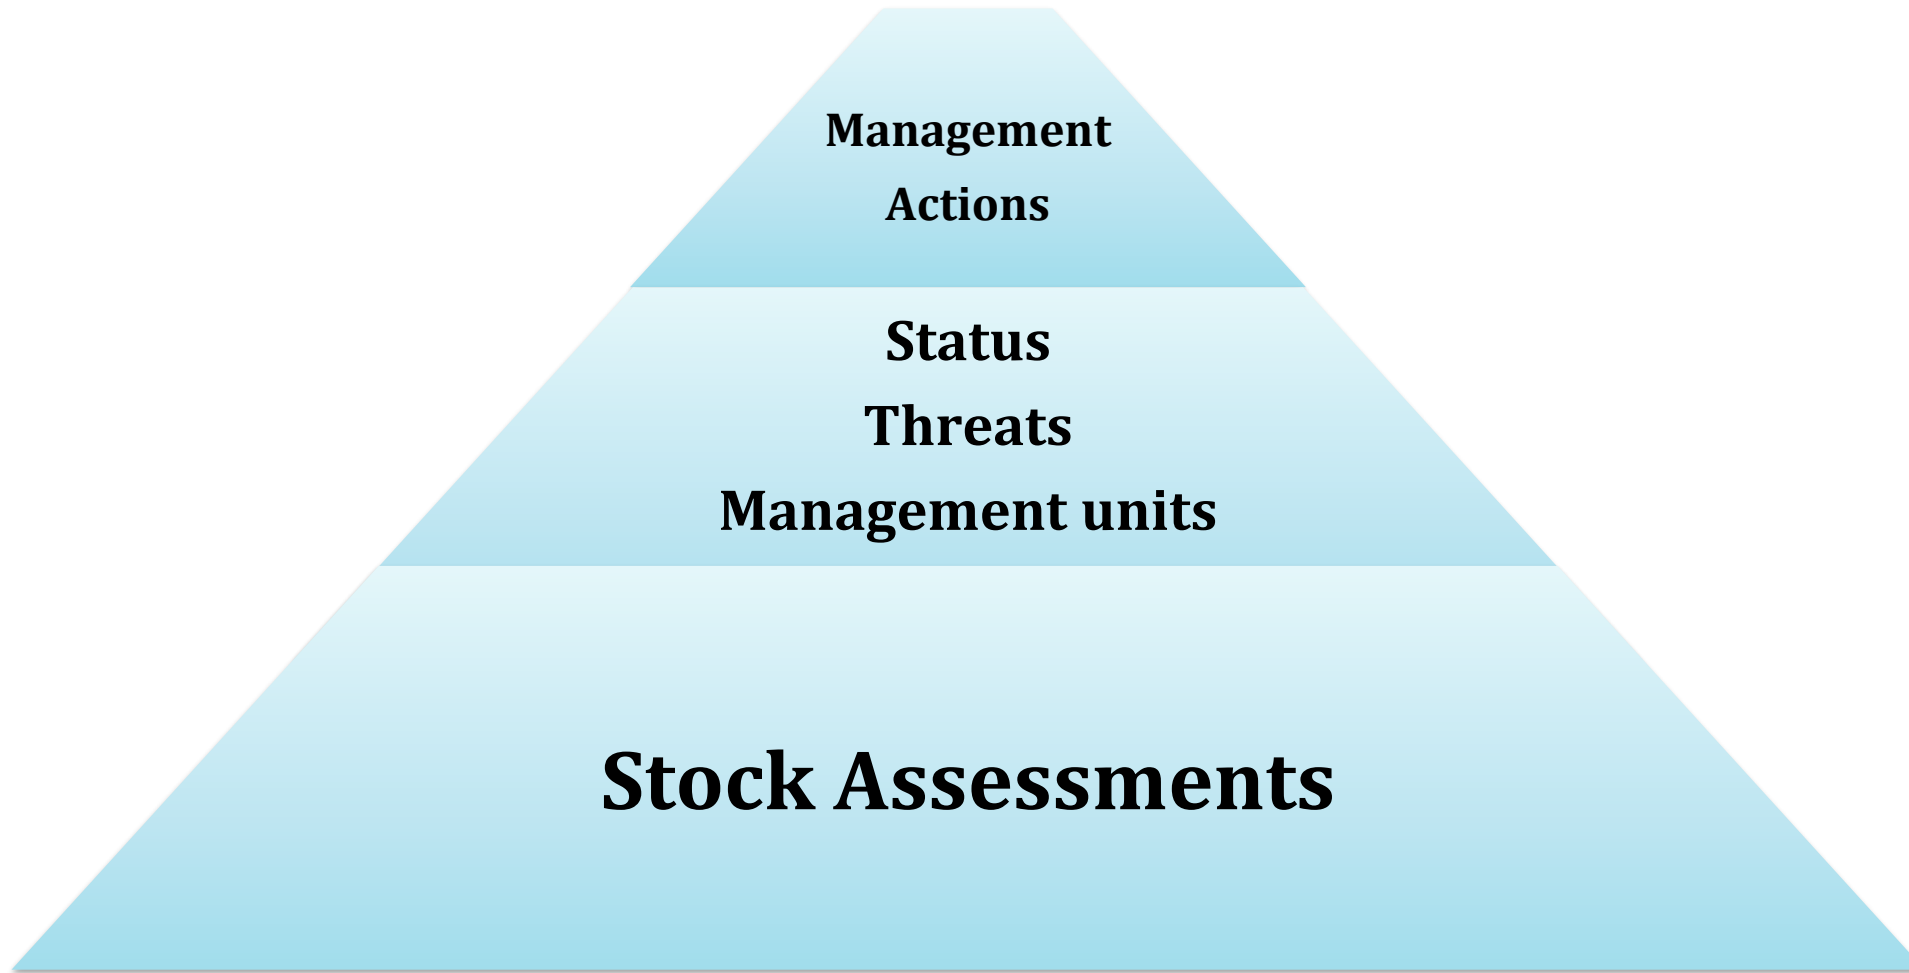 Management
Actions
Status
Threats
Management units
Stock Assessments